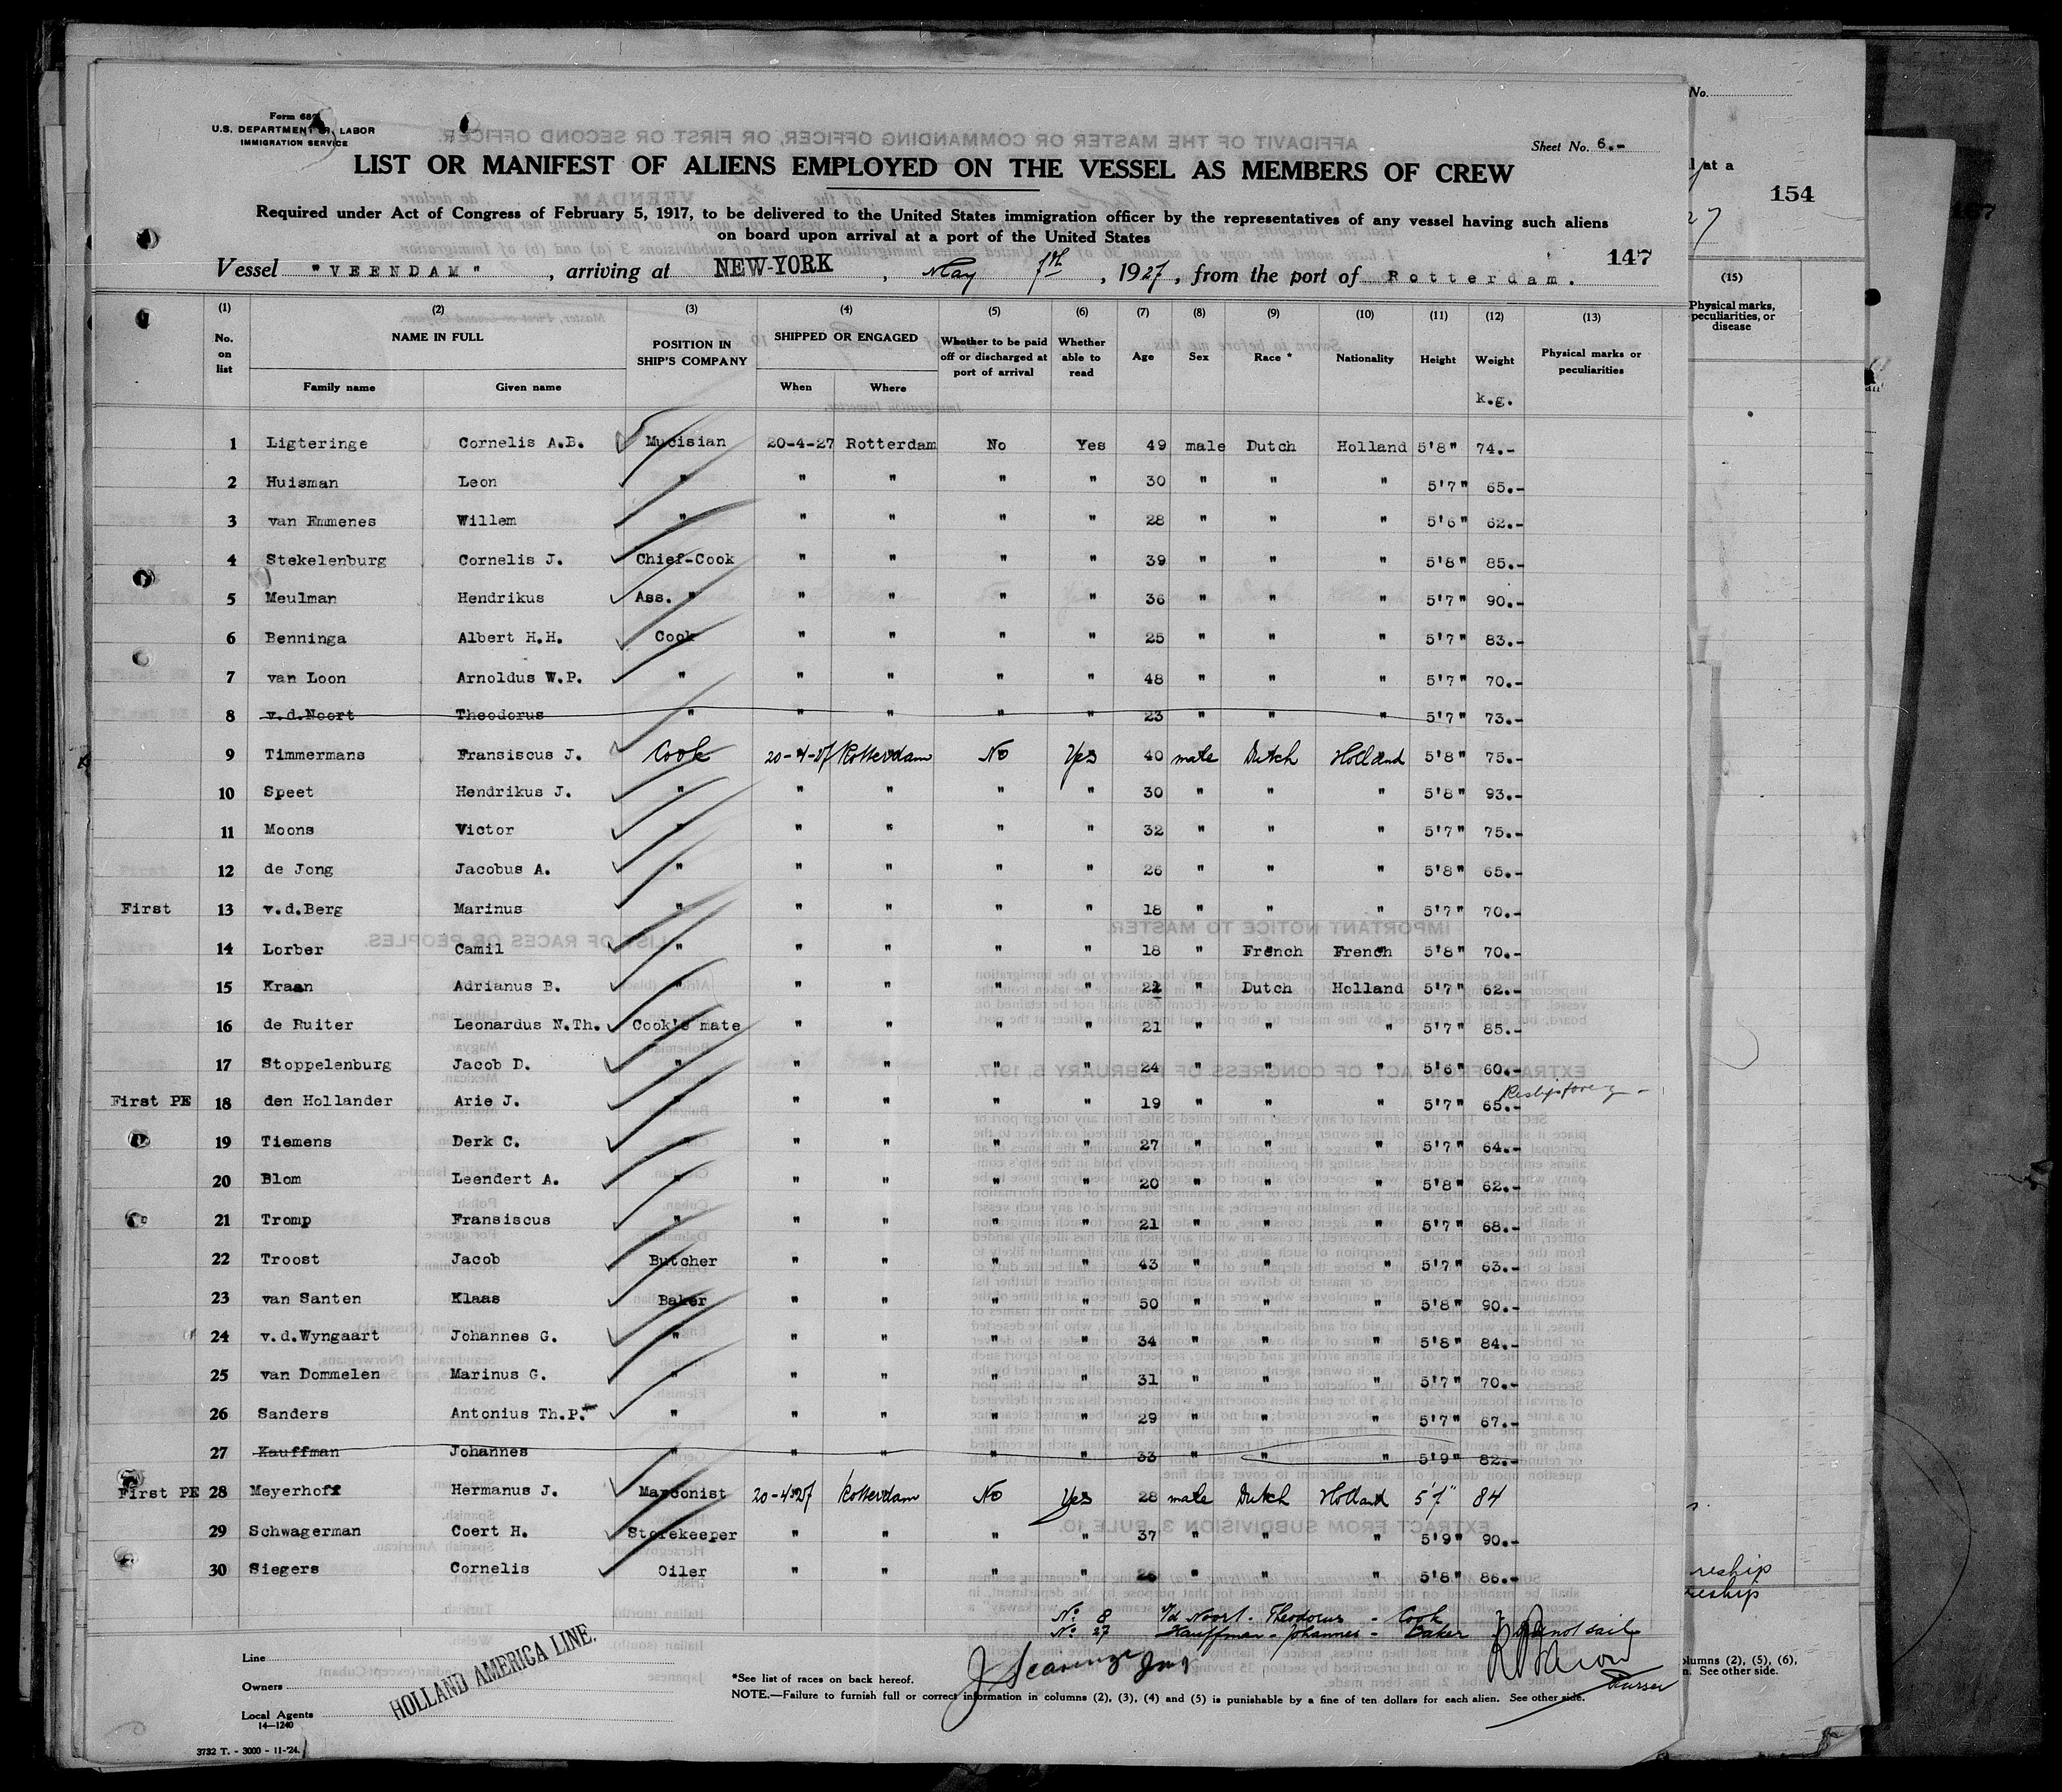 Form 689
U.S. DEPARTMENT OF LABOR
IMMIGRATION SERVICE
Sheet No. 6.-
LIST OR MANIFEST OF ALIENS EMPLOYED ON THE VESSEL AS MEMBERS OF CREW
Required under Act of Congress of February 5, 1917, to be delivered to the United States immigration officer by the representatives of any vessel having such aliens
on board upon arrival at a port of the United States
147
Vessel "VEENDAM", arriving at NEW-YORK, May 1st, 1927, from the port of Rotterdam.
(1) (2) (3) (4) (5) (6) (7) (8) (9) (10) (11) (12) (13)
No. on list NAME IN FULL POSITION IN SHIP'S COMPANY SHIPPED OR ENGAGED Whether to be paid off or discharged at port of arrival Whether able to read Age Sex Race * Nationality Height Weight Physical marks or peculiarities
Family name Given name When Where
k.g.
1 Ligteringe Cornelis A.B. Mucisian 20-4-27 Rotterdam No Yes 49 male Dutch Holland 5'8" 74.-
2 Huisman Leon " " " " " 30 " " " 5'7" 65.-
3 van Emmenes Willem " " " " " 28 " " " 5'6" 62.-
4 Stekelenburg Cornelis J. Chief-Cook " " " " 39 " " " 5'8" 85.-
5 Meulman Hendrikus Ass. " " " " " 36 " " " 5'7" 90.-
6 Benninga Albert H.H. Cook " " " " 25 " " " 5'7" 83.-
7 van Loon Arnoldus W.P. " " " " " 48 " " " 5'7" 70.-
8 v.d.Noort Theodorus " " " " " 23 " " " 5'7" 73.-
9 Timmermans Fransiscus J. Cook 20-4-27 Rotterdam No Yes 40 male Dutch Holland 5'8" 75.-
10 Speet Hendrikus J. " " " " " 30 " " " 5'8" 93.-
11 Moons Victor " " " " " 32 " " " 5'7" 75.-
12 de Jong Jacobus A. " " " " " 26 " " " 5'8" 65.-
First 13 v.d.Berg Marinus " " " " " 18 " " " 5'7" 70.-
14 Lorber Camil " " " " " 18 " French French 5'8" 70.-
15 Kraan Adrianus B. " " " " " " Dutch Holland 5'7" 62.-
16 de Ruiter Leonardus N.Th. Cook's mate " " " " 21 " " " 5'7" 85.-
17 Stoppelenburg Jacob D. " " " " " 24 " " " 5'6" 60.-
First PE 18 den Hollander Arie J. " " " " " 19 " " " 5'7" 65.-
19 Tiemens Derk C. " " " " " 27 " " " 5'7" 64.-
20 Blom Leendert A. " " " " " 20 " " " 5'8" 62.-
21 Tromp Fransiscus " " " " " 21 " " " 5'7" 68.-
22 Troost Jacob Butcher " " " " 43 " " " 5'7" 63.-
23 van Santen Klaas Baker " " " " 50 " " " 5'8" 90.-
24 v.d.Wyngaart Johannes G. " " " " " 34 " " " 5'8" 84.-
25 van Dommelen Marinus G. " " " " " 31 " " " 5'7" 70.-
26 Sanders Antonius Th.P. " " " " " 29 " " " 5'7" 67.-
27 Kauffman Johannes " " " " " 33 " " " 5'9" 82.-
First PE 28 Meyerhoff Hermanus J. Marconist 20-4-27 Rotterdam No Yes 28 male Dutch Holland 5'7" 84
29 Schwagerman Coert H. Storekeeper " " " " 37 " " " 5'9" 90.-
30 Siegers Cornelis Oiler " " " " 26 " " " 5'8" 86.-
No 8 v/d Noort - Theodorus - Cook
No 27 Kauffman - Johannes - Baker } did not sail
Purser
Line
Owners
Local Agents
HOLLAND AMERICA LINE.
14—1240
*See list of races on back hereof.
NOTE.—Failure to furnish full or correct information in columns (2), (3), (4) and (5) is punishable by a fine of ten dollars for each alien. See other side.
3732 T. - 3000 - 11-'24.
No.
at a
154
27
(15)
Physical marks, peculiarities, or disease
reship
reship
olumns (2), (5), (6),
n. See other side.